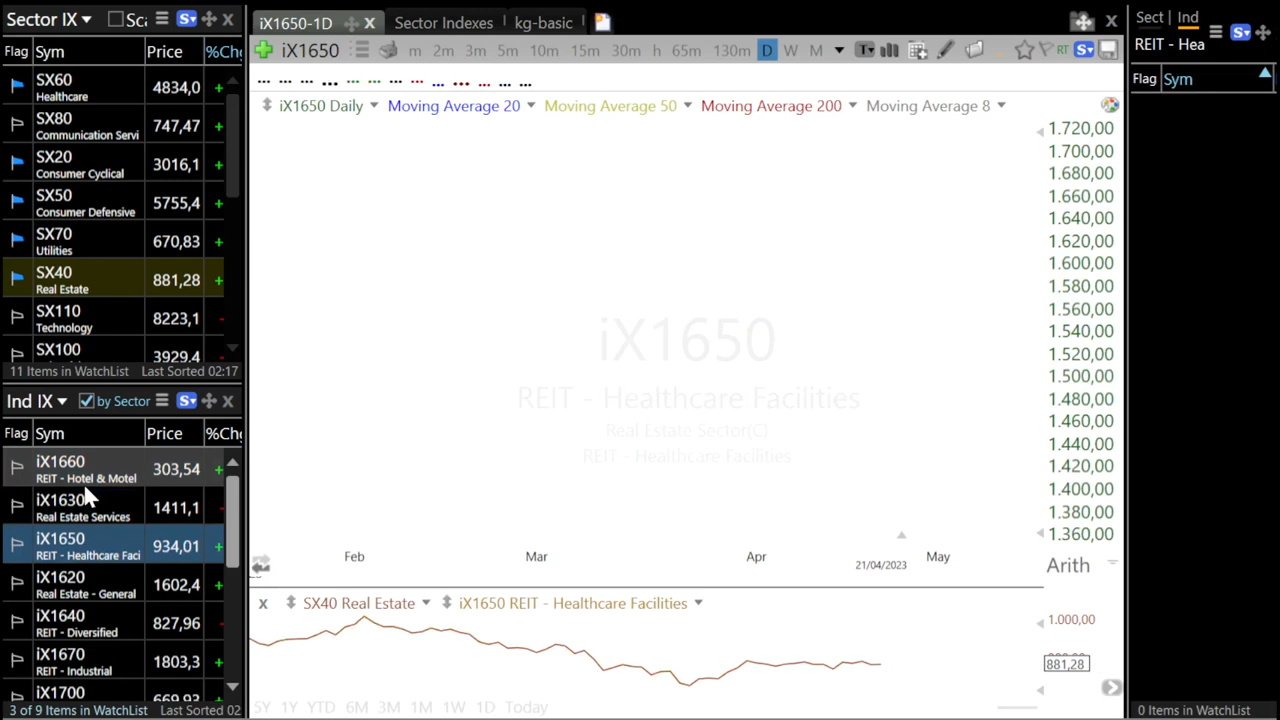 Sector IX
Sca
S
Flag Sym Price %Chg
SX60 4834,0 +
Healthcare
SX80 747,47 +
Communication Servi
SX20 3016,1 +
Consumer Cyclical
SX50 5755,4 +
Consumer Defensive
SX70 670,83 +
Utilities
SX40 881,28 +
Real Estate
SX110 8223,1 -
Technology
SX100 3929,4
11 Items in WatchList Last Sorted 02:17
Ind IX by Sector S
Flag Sym Price %Chg
iX1660 303,54 +
REIT - Hotel & Motel
iX1630 1411,1 -
Real Estate Services
iX1650 934,01 +
REIT - Healthcare Faci
iX1620 1602,4 +
Real Estate - General
iX1640 827,96 -
REIT - Diversified
iX1670 1803,3 +
REIT - Industrial
iX1700 669,93 +
3 of 9 Items in WatchList Last Sorted 02
iX1650-1D Sector Indexes kg-basic
iX1650 m 2m 3m 5m 10m 15m 30m h 65m 130m D W M T RT S
iX1650 Daily Moving Average 20 Moving Average 50 Moving Average 200 Moving Average 8
1.720,00
1.700,00
1.680,00
1.660,00
1.640,00
1.620,00
1.600,00
1.580,00
1.560,00
1.540,00
1.520,00
1.500,00
1.480,00
1.460,00
1.440,00
1.420,00
1.400,00
1.380,00
1.360,00
iX1650
REIT - Healthcare Facilities
Real Estate Sector(C)
REIT - Healthcare Facilities
Feb Mar Apr 21/04/2023 May
Arith
x SX40 Real Estate iX1650 REIT - Healthcare Facilities
1.000,00
881,28
5Y 1Y YTD 6M 3M 1M 1W 1D Today
Sect Ind
REIT - Hea S
Flag Sym
0 Items in WatchList